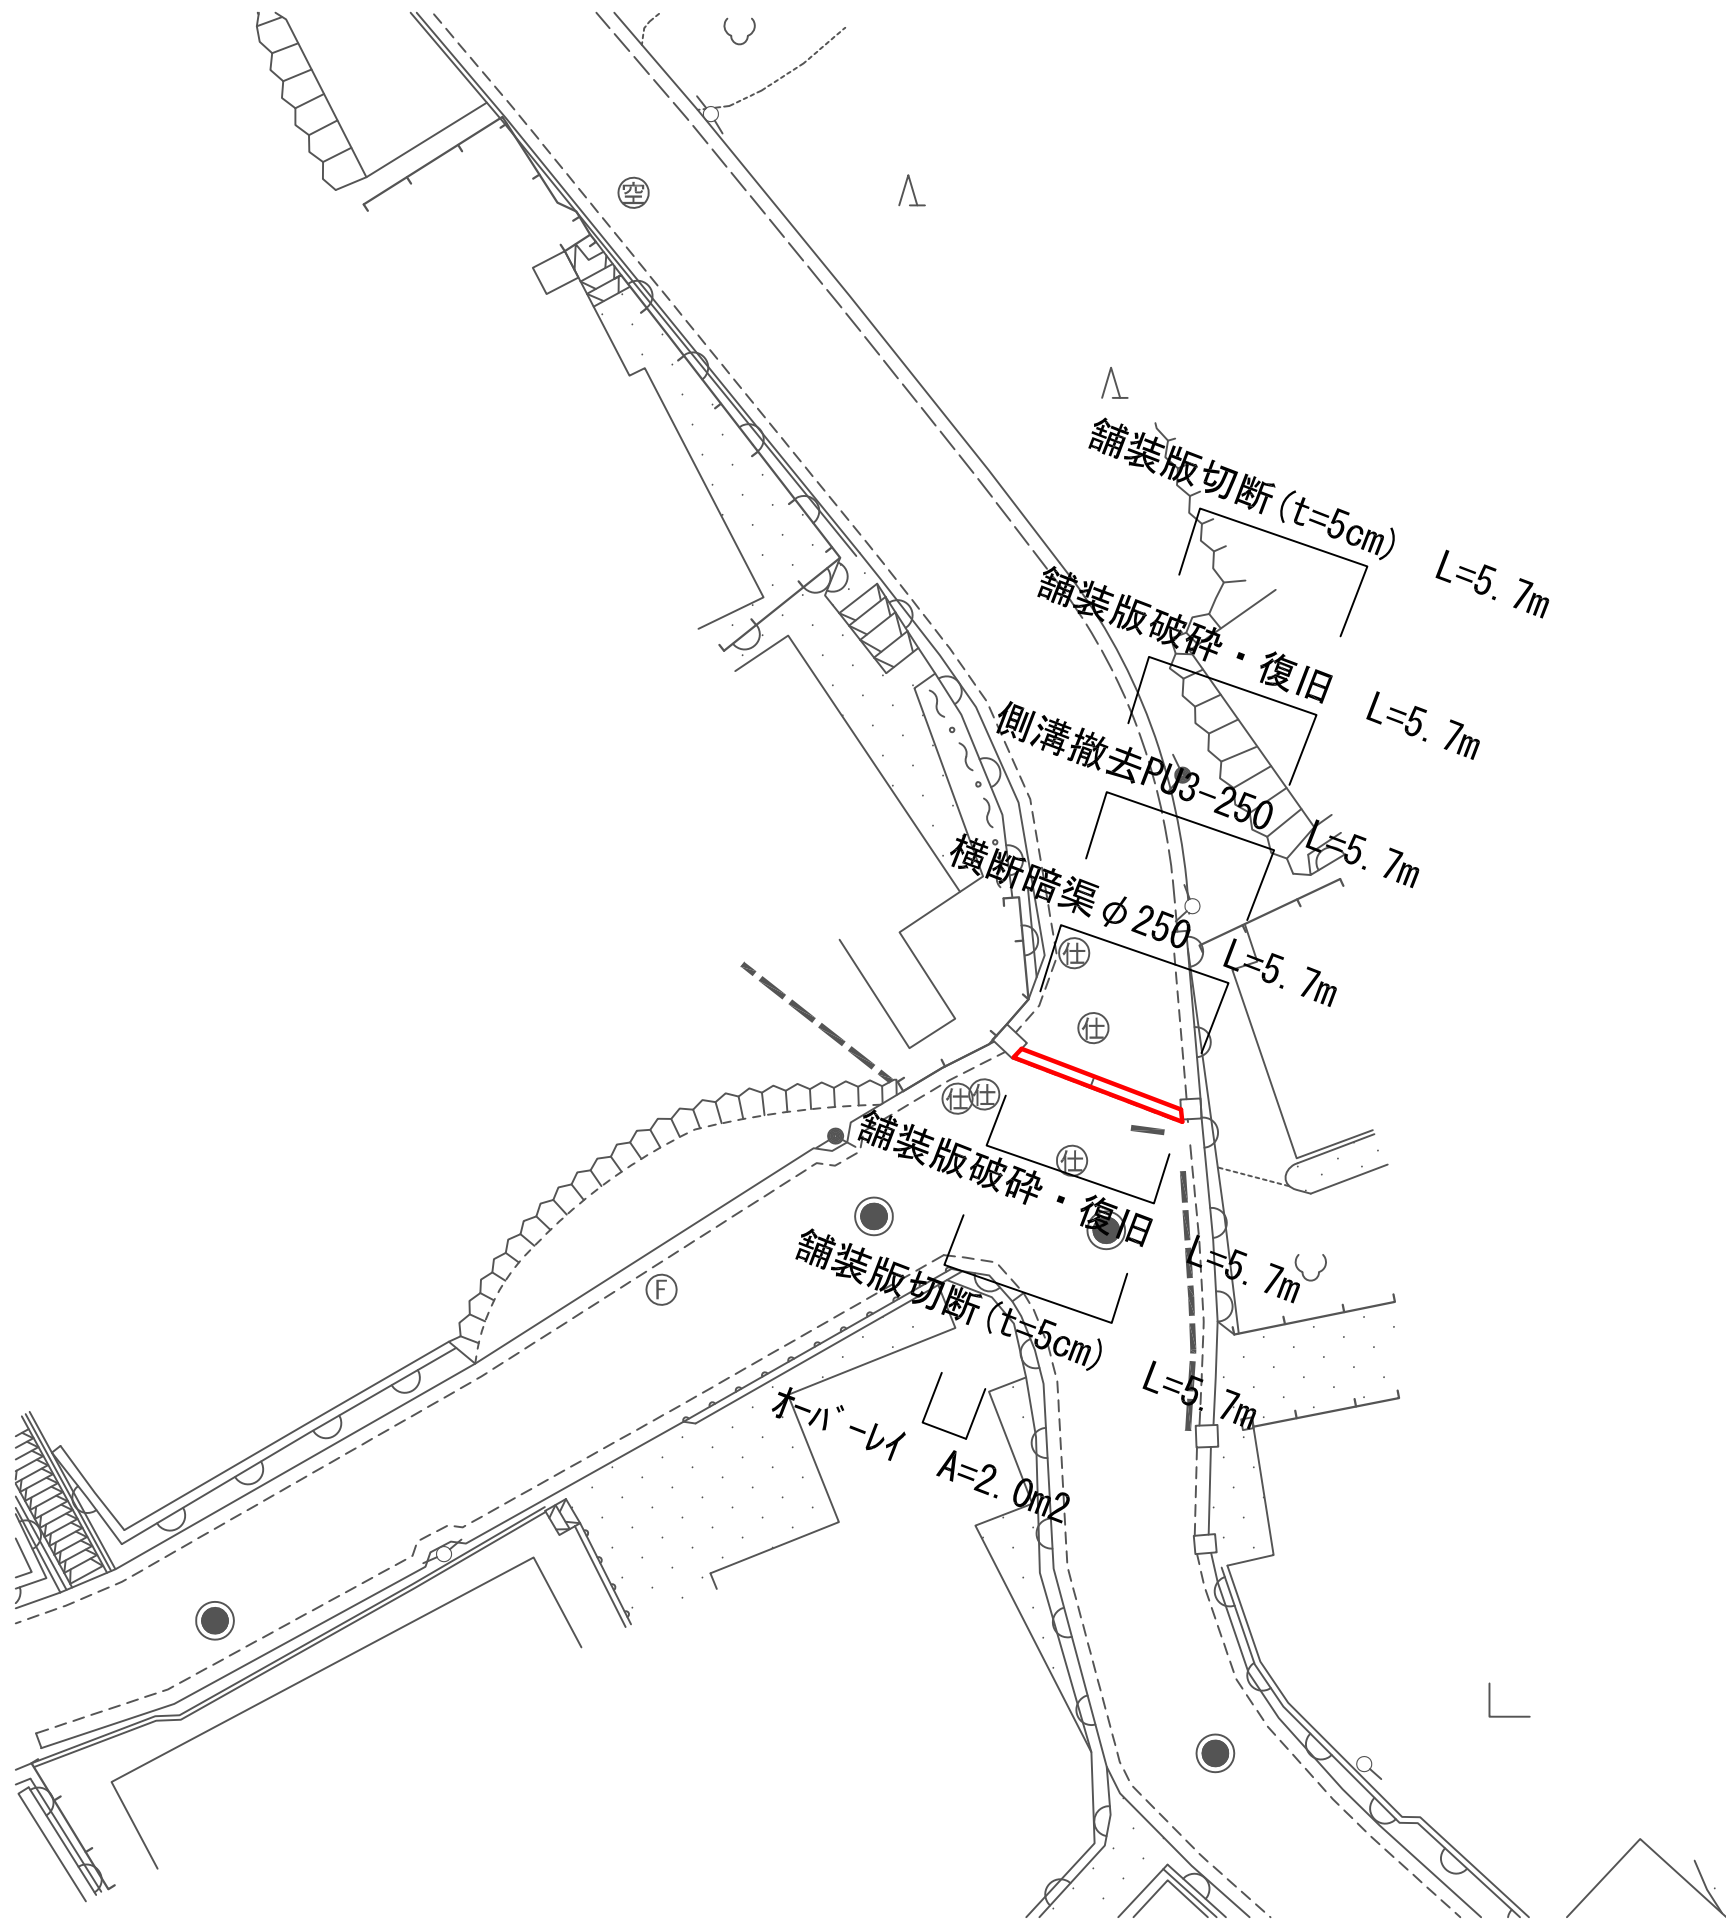 空
舗装版切断(t=5cm) L=5.7m
舗装版破砕・復旧 L=5.7m
側溝撤去PU3-250 L=5.7m
横断暗渠φ250 L=5.7m
仕
仕
仕 仕
仕
舗装版破砕・復旧 L=5.7m
舗装版切断(t=5cm) L=5.7m
F
ｵｰﾊﾞｰﾚｲ A=2.0m2